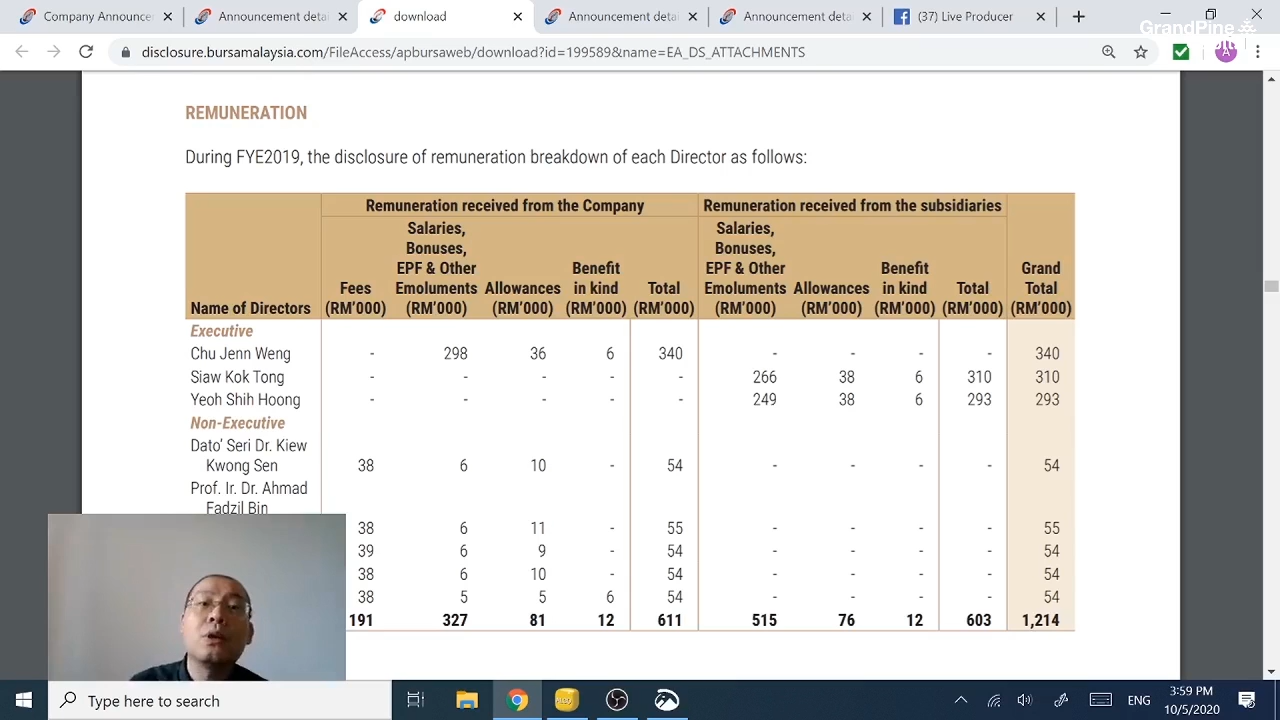 Company Announce
Announcement deta
download
Announcement deta
Announcement deta
(37) Live Producer
GrandPine
disclosure.bursamalaysia.com/FileAccess/apbursaweb/download?id=199589&name=EA_DS_ATTACHMENTS
A
REMUNERATION
During FYE2019, the disclosure of remuneration breakdown of each Director as follows:
Remuneration received from the Company Remuneration received from the subsidiaries
Salaries, Salaries,
Bonuses, Bonuses,
EPF & Other Benefit EPF & Other Benefit Grand
Fees Emoluments Allowances in kind Total Emoluments Allowances in kind Total Total
Name of Directors (RM'000) (RM'000) (RM'000) (RM'000) (RM'000) (RM'000) (RM'000) (RM'000) (RM'000) (RM'000)
Executive
Chu Jenn Weng - 298 36 6 340 - - - - 340
Siaw Kok Tong - - - - - 266 38 6 310 310
Yeoh Shih Hoong - - - - - 249 38 6 293 293
Non-Executive
Dato' Seri Dr. Kiew
Kwong Sen 38 6 10 - 54 - - - - 54
Prof. Ir. Dr. Ahmad
Fadzil Bin
38 6 11 - 55 - - - - 55
39 6 9 - 54 - - - - 54
38 6 10 - 54 - - - - 54
38 5 5 6 54 - - - - 54
191 327 81 12 611 515 76 12 603 1,214
Type here to search
ENG
3:59 PM
10/5/2020